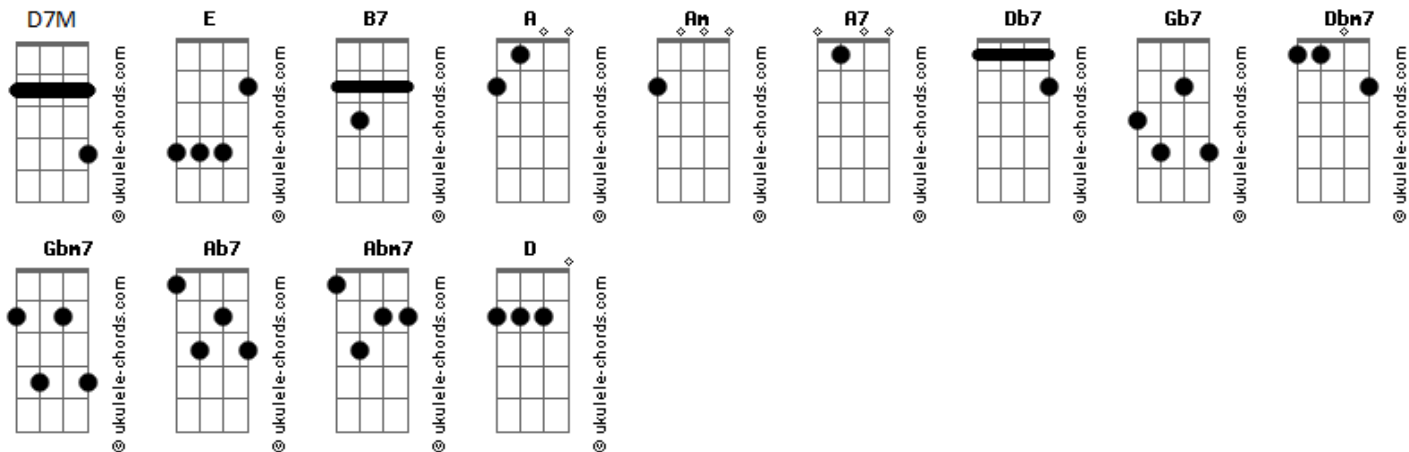 D7M E B7 A Am A7 Db7 Gb7 Dbm7
© ukulele-chords.com © ukulele-chords.com © ukulele-chords.com © ukulele-chords.com © ukulele-chords.com © ukulele-chords.com © ukulele-chords.com © ukulele-chords.com © ukulele-chords.com
Gbm7 Ab7 Abm7 D
© ukulele-chords.com © ukulele-chords.com © ukulele-chords.com © ukulele-chords.com